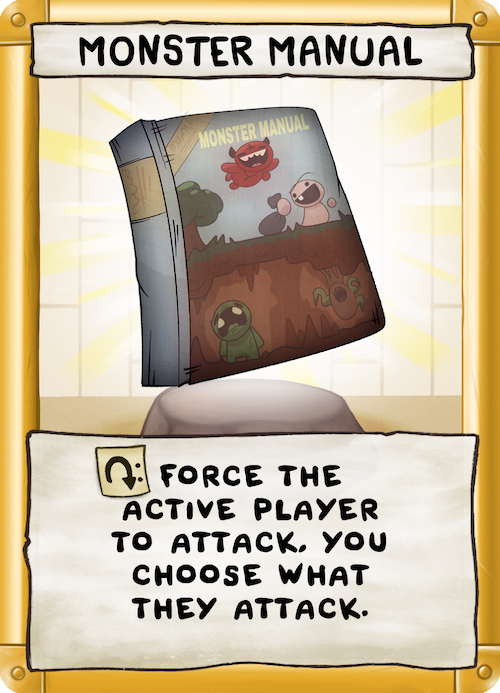 MONSTER MANUAL
MONSTER MANUAL
: FORCE THE
ACTIVE PLAYER
TO ATTACK. YOU
CHOOSE WHAT
THEY ATTACK.